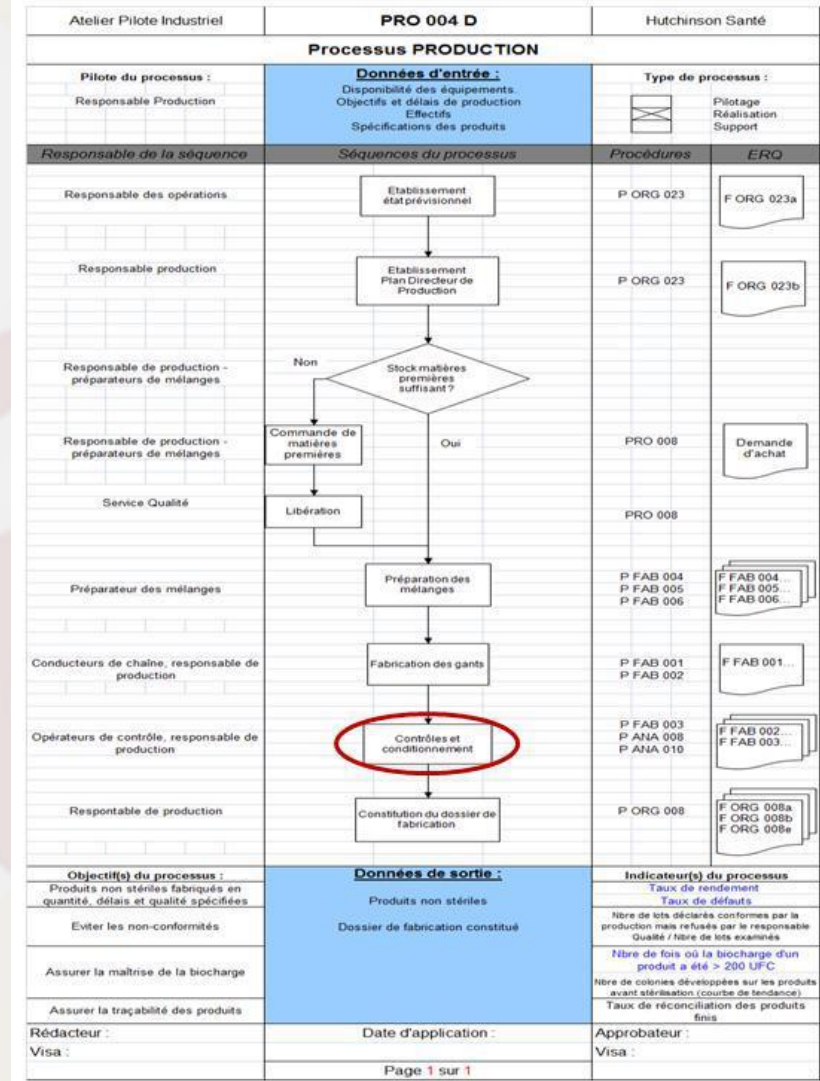 Atelier Pilote Industriel
PRO 004 D
Hutchinson Santé
Processus PRODUCTION
Pilote du processus :
Responsable Production
Données d'entrée :
Disponibilité des équipements.
Objectifs et délais de production
Effectifs
Spécifications des produits
Type de processus :
Pilotage
Réalisation
Support
Responsable de la séquence
Séquences du processus
Procédures
ERQ
Responsable des opérations
Etablissement
état prévisionnel
P ORG 023
F ORG 023a
Responsable production
Etablissement
Plan Directeur de
Production
P ORG 023
F ORG 023b
Responsable de production -
préparateurs de mélanges
Non
Stock matières
premières
suffisant ?
Responsable de production -
préparateurs de mélanges
Commande de
matières
premières
Oui
PRO 008
Demande
d'achat
Service Qualité
Libération
PRO 008
Préparateur des mélanges
Préparation des
mélanges
P FAB 004
P FAB 005
P FAB 006
F FAB 004...
F FAB 005...
F FAB 006...
Conducteurs de chaîne, responsable de
production
Fabrication des gants
P FAB 001
P FAB 002
F FAB 001...
Opérateurs de contrôle, responsable de
production
Contrôles et
conditionnement
P FAB 003
P ANA 008
P ANA 010
F FAB 002...
F FAB 003...
Respontable de production
Constitution du dossier de
fabrication
P ORG 008
F ORG 008a
F ORG 008b
F ORG 008e
Objectif(s) du processus :
Produits non stériles fabriqués en
quantité, délais et qualité spécifiées
Eviter les non-conformités
Assurer la maîtrise de la biocharge
Assurer la traçabilité des produits
Données de sortie :
Produits non stériles
Dossier de fabrication constitué
Indicateur(s) du processus
Taux de rendement
Taux de défauts
Nbre de lots déclarés conformes par la
production mais refusés par le responsable
Qualité / Nbre de lots examinés
Nbre de fois où la biocharge d'un
produit a été > 200 UFC
Nbre de colonies développées sur les produits
avant stérilisation (courbe de tendance)
Taux de réconciliation des produits
finis
Rédacteur :
Date d'application :
Approbateur :
Visa :
Visa :
Page 1 sur 1